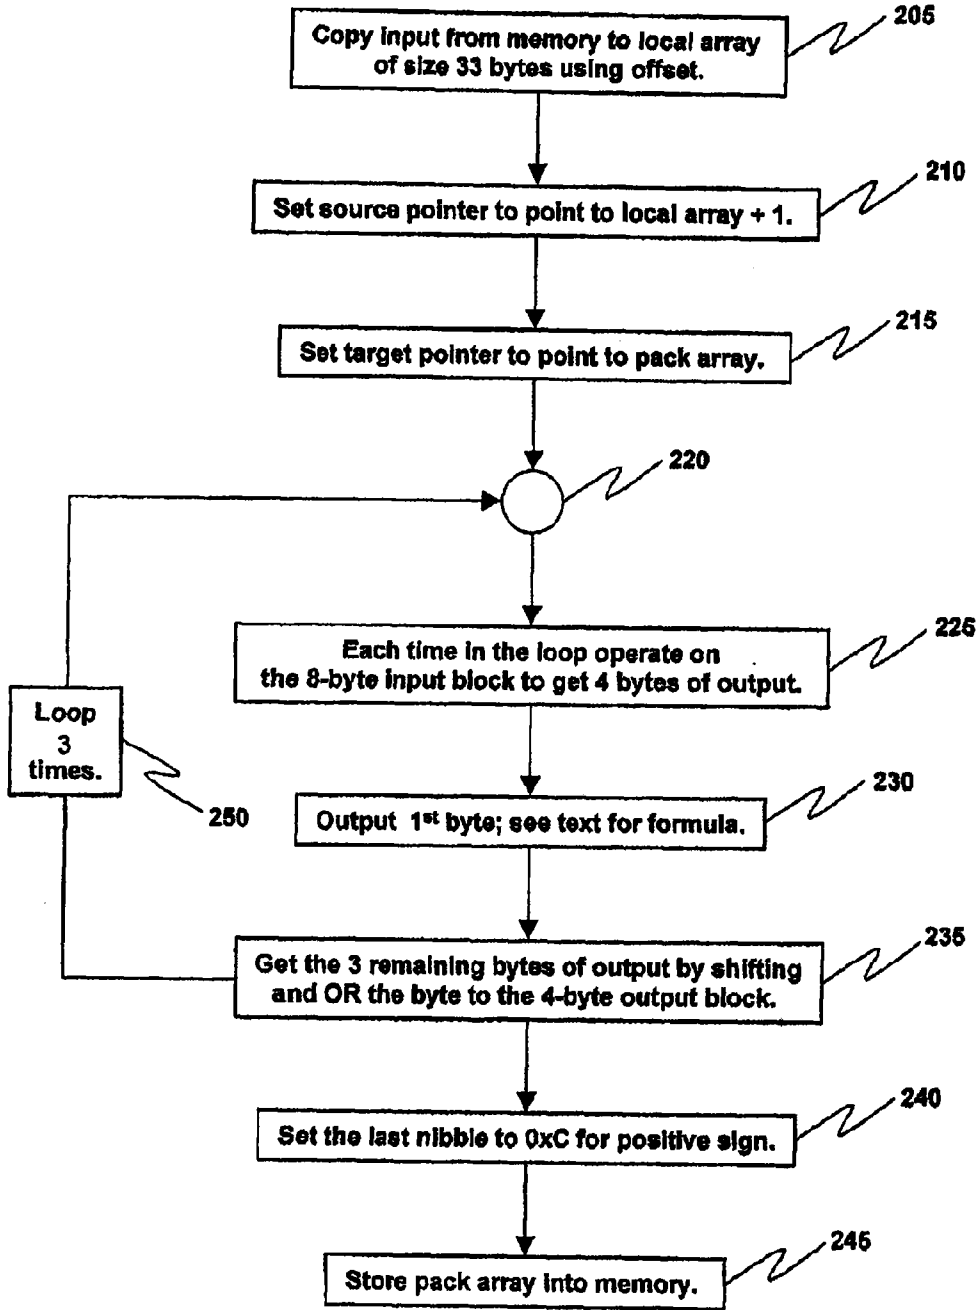 Copy input from memory to local array
of size 33 bytes using offset.
205
Set source pointer to point to local array + 1.
210
Set target pointer to point to pack array.
215
220
Each time in the loop operate on
the 8-byte input block to get 4 bytes of output.
225
Loop
3
times.
250
Output 1st byte; see text for formula.
230
Get the 3 remaining bytes of output by shifting
and OR the byte to the 4-byte output block.
235
Set the last nibble to 0xC for positive sign.
240
Store pack array into memory.
245